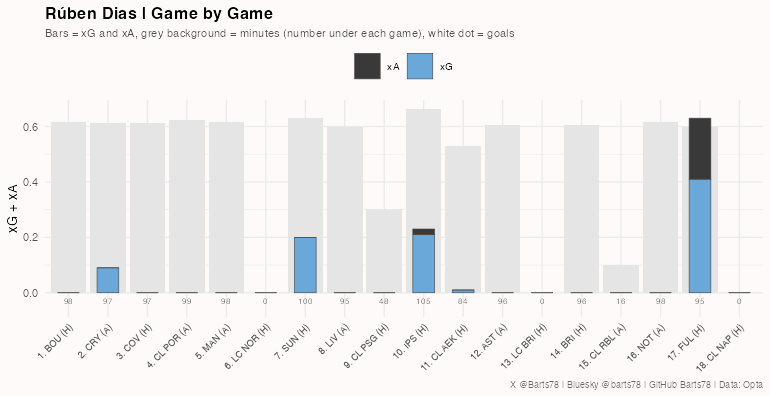 Rúben Dias I Game by Game
Bars = xG and xA, grey background = minutes (number under each game), white dot = goals
xA
xG
xG + xA
0.6
0.4
0.2
0.0
98 97 97 99 98 0 100 95 48 105 84 96 0 96 16 98 95 0
1. BOU (H)
2. CRY (A)
3. COV (H)
4. CL POR (A)
5. MAN (A)
6. LC NOR (H)
7. SUN (H)
8. LIV (A)
9. CL PSG (H)
10. IPS (H)
11. CL AEK (H)
12. AST (A)
13. LC BRI (H)
14. BRI (H)
15. CL RBL (A)
16. NOT (A)
17. FUL (H)
18. CL NAP (H)
X @Barts78 | Bluesky @barts78 | GitHub Barts78 | Data: Opta